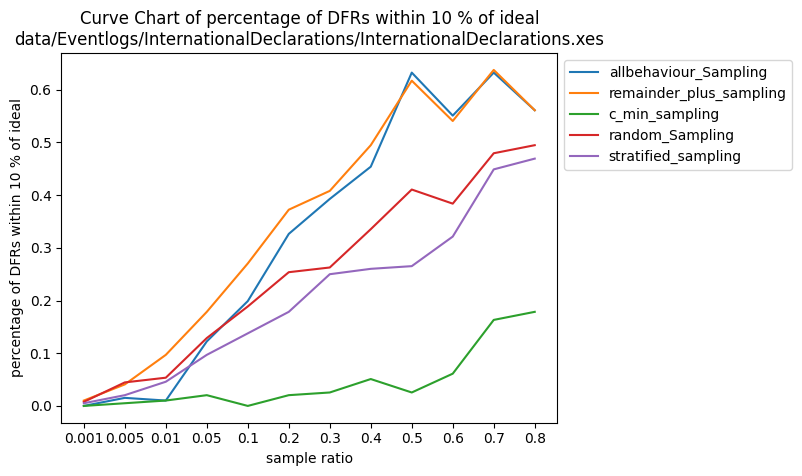 Curve Chart of percentage of DFRs within 10 % of ideal
data/Eventlogs/InternationalDeclarations/InternationalDeclarations.xes
percentage of DFRs within 10 % of ideal
0.6
0.5
0.4
0.3
0.2
0.1
0.0
0.001 0.005 0.01 0.05 0.1 0.2 0.3 0.4 0.5 0.6 0.7 0.8
sample ratio
allbehaviour_Sampling
remainder_plus_sampling
c_min_sampling
random_Sampling
stratified_sampling